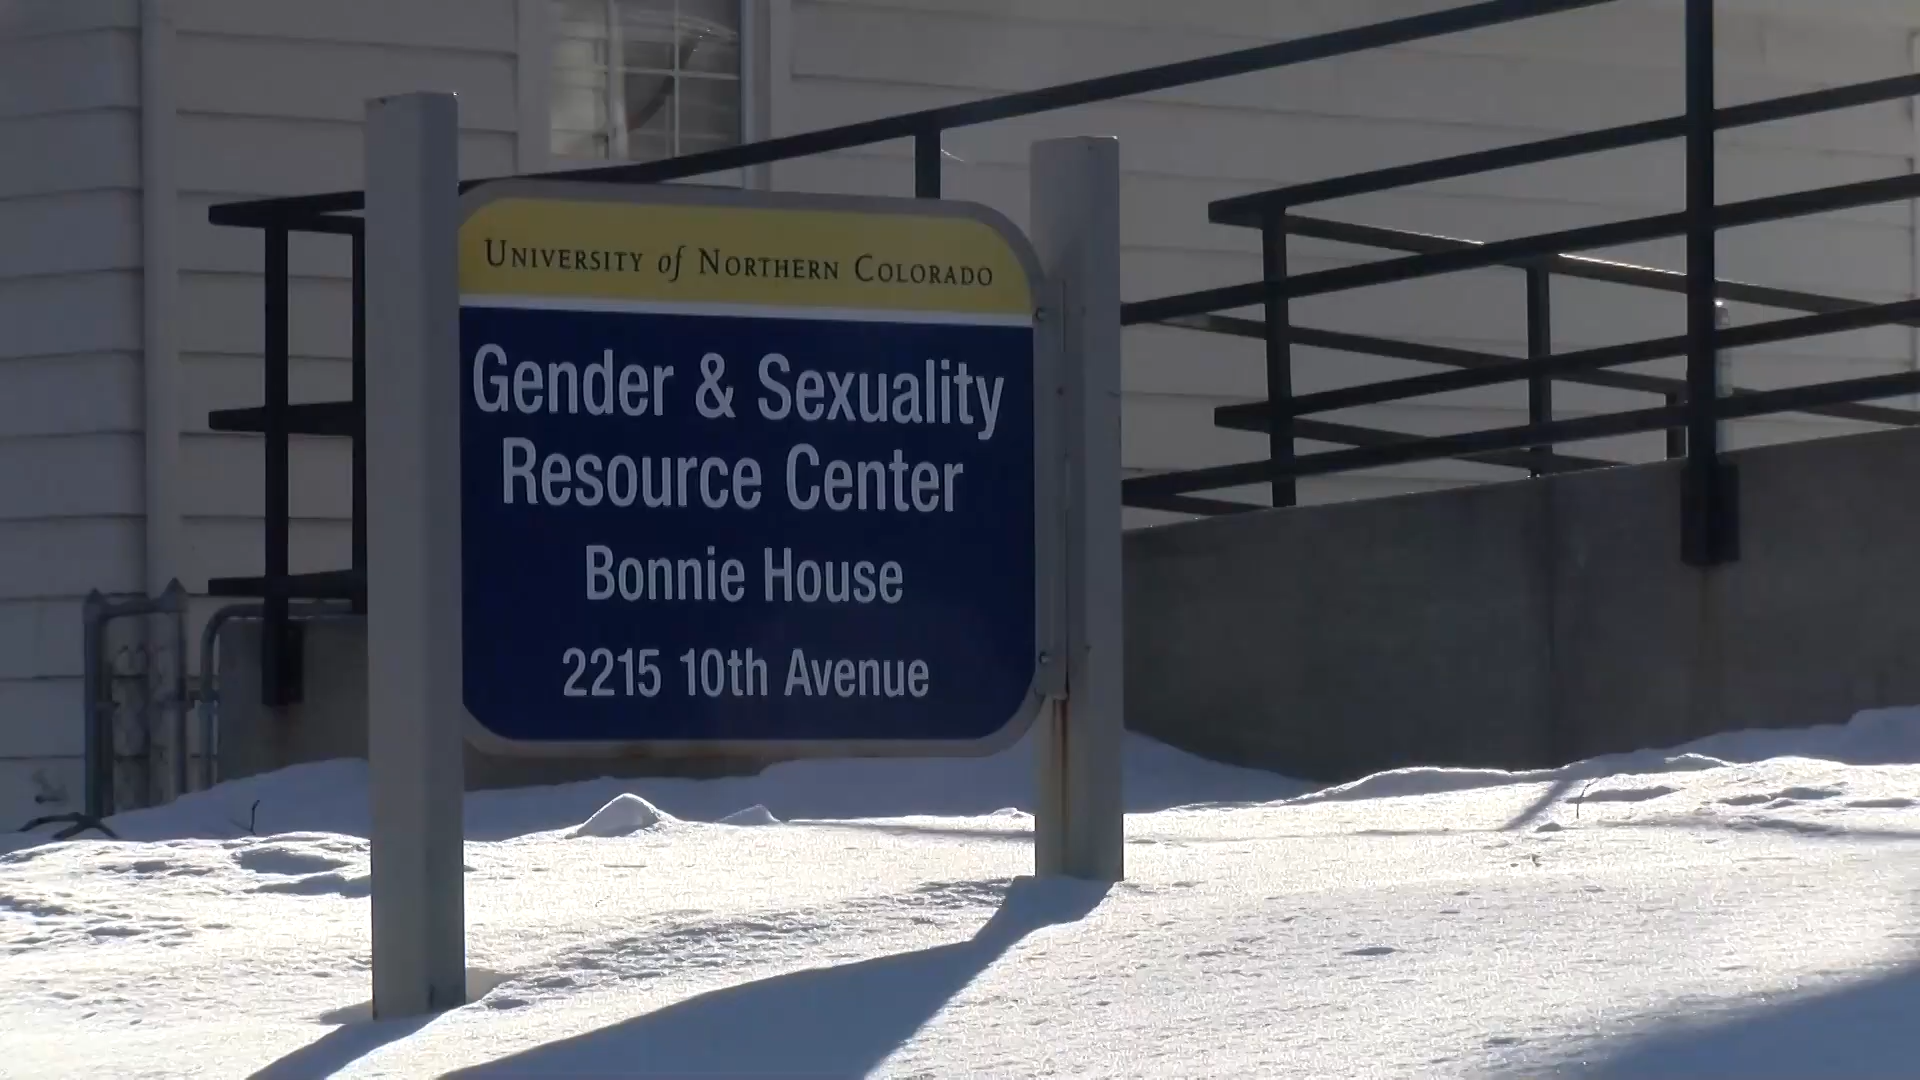 University of Northern Colorado
Gender & Sexuality
Resource Center
Bonnie House
2215 10th Avenue